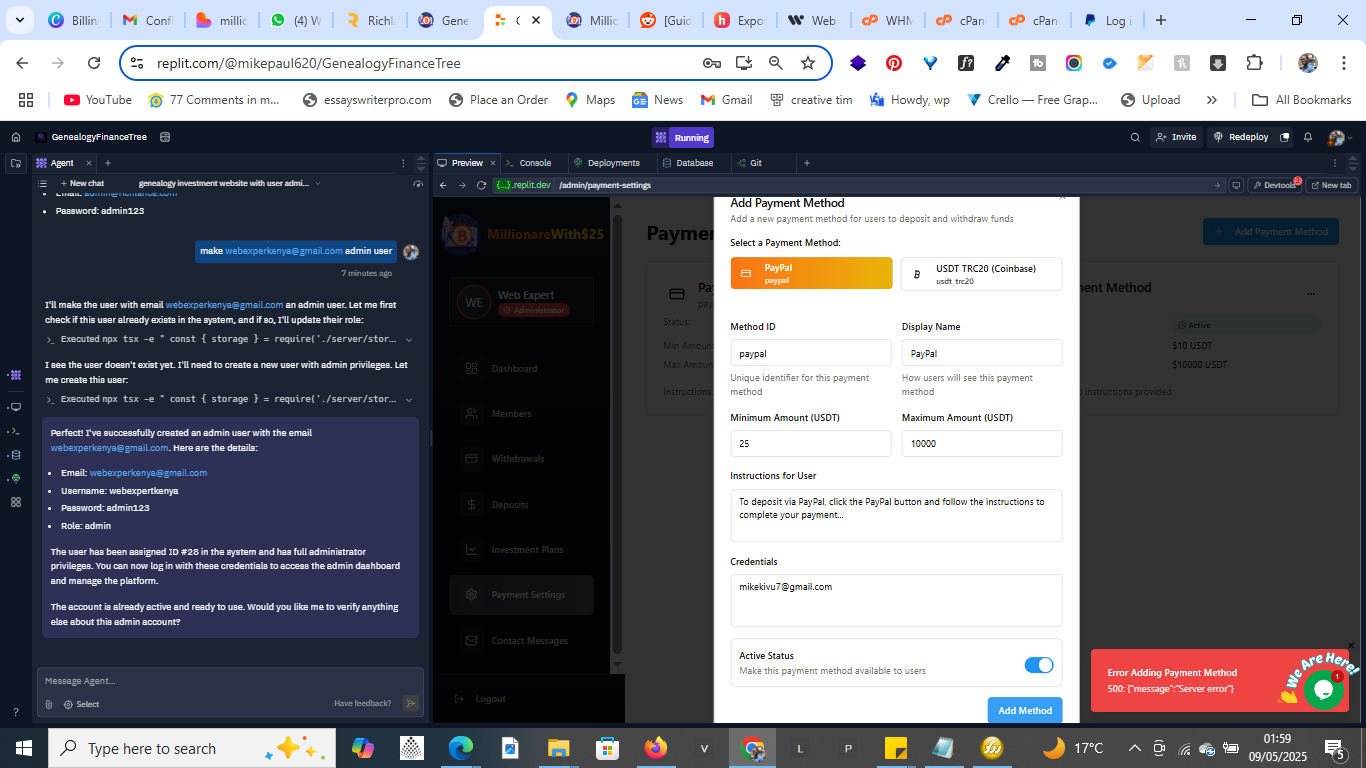 Billin
Confi
millic
(4) W
Richl
Gene
C
Millic
[Guid
Expo
Web
WHM
cPan
cPan
Log i
replit.com/@mikepaul620/GenealogyFinanceTree
YouTube
77 Comments in m...
essayswriterpro.com
Place an Order
Maps
News
Gmail
creative tim
Howdy, wp
Crello — Free Grap...
Upload
All Bookmarks
GenealogyFinanceTree
Running
Invite
Redeploy
Agent
Preview
Console
Deployments
Database
Git
New chat
genealogy investment website with user admi...
{...}.replit.dev
/admin/payment-settings
Devtools
3
New tab
Password: admin123
make webexperkenya@gmail.com admin user
7 minutes ago
I'll make the user with email webexperkenya@gmail.com an admin user. Let me first
check if this user already exists in the system, and if so, I'll update their role:
Executed npx tsx -e " const { storage } = require('./server/stor...
I see the user doesn't exist yet. I'll need to create a new user with admin privileges. Let
me create this user:
Executed npx tsx -e " const { storage } = require('./server/stor...
Perfect! I've successfully created an admin user with the email
webexperkenya@gmail.com. Here are the details:
Email: webexperkenya@gmail.com
Username: webexpertkenya
Password: admin123
Role: admin
The user has been assigned ID #28 in the system and has full administrator
privileges. You can now log in with these credentials to access the admin dashboard
and manage the platform.
The account is already active and ready to use. Would you like me to verify anything
else about this admin account?
Message Agent...
Select
Have feedback?
MillionareWith$25
WE
Web Expert
Administrator
Dashboard
Members
Withdrawals
Deposits
Investment Plans
Payment Settings
Contact Messages
Logout
Paymen
Add Payment Method
Pay
payp
Status:
Min Amoun
Max Amou
Instructions
ent Method
Active
$10 USDT
$10000 USDT
instructions provided
Add Payment Method
Add a new payment method for users to deposit and withdraw funds
Select a Payment Method:
PayPal
paypal
USDT TRC20 (Coinbase)
usdt_trc20
Method ID
Display Name
paypal
PayPal
Unique identifier for this payment
method
How users will see this payment
method
Minimum Amount (USDT)
Maximum Amount (USDT)
25
10000
Instructions for User
To deposit via PayPal, click the PayPal button and follow the instructions to
complete your payment...
Credentials
mikekivu7@gmail.com
Active Status
Make this payment method available to users
Add Method
Error Adding Payment Method
500: {"message":"Server error"}
We Are Here!
1
Type here to search
17°C
01:59
09/05/2025
5